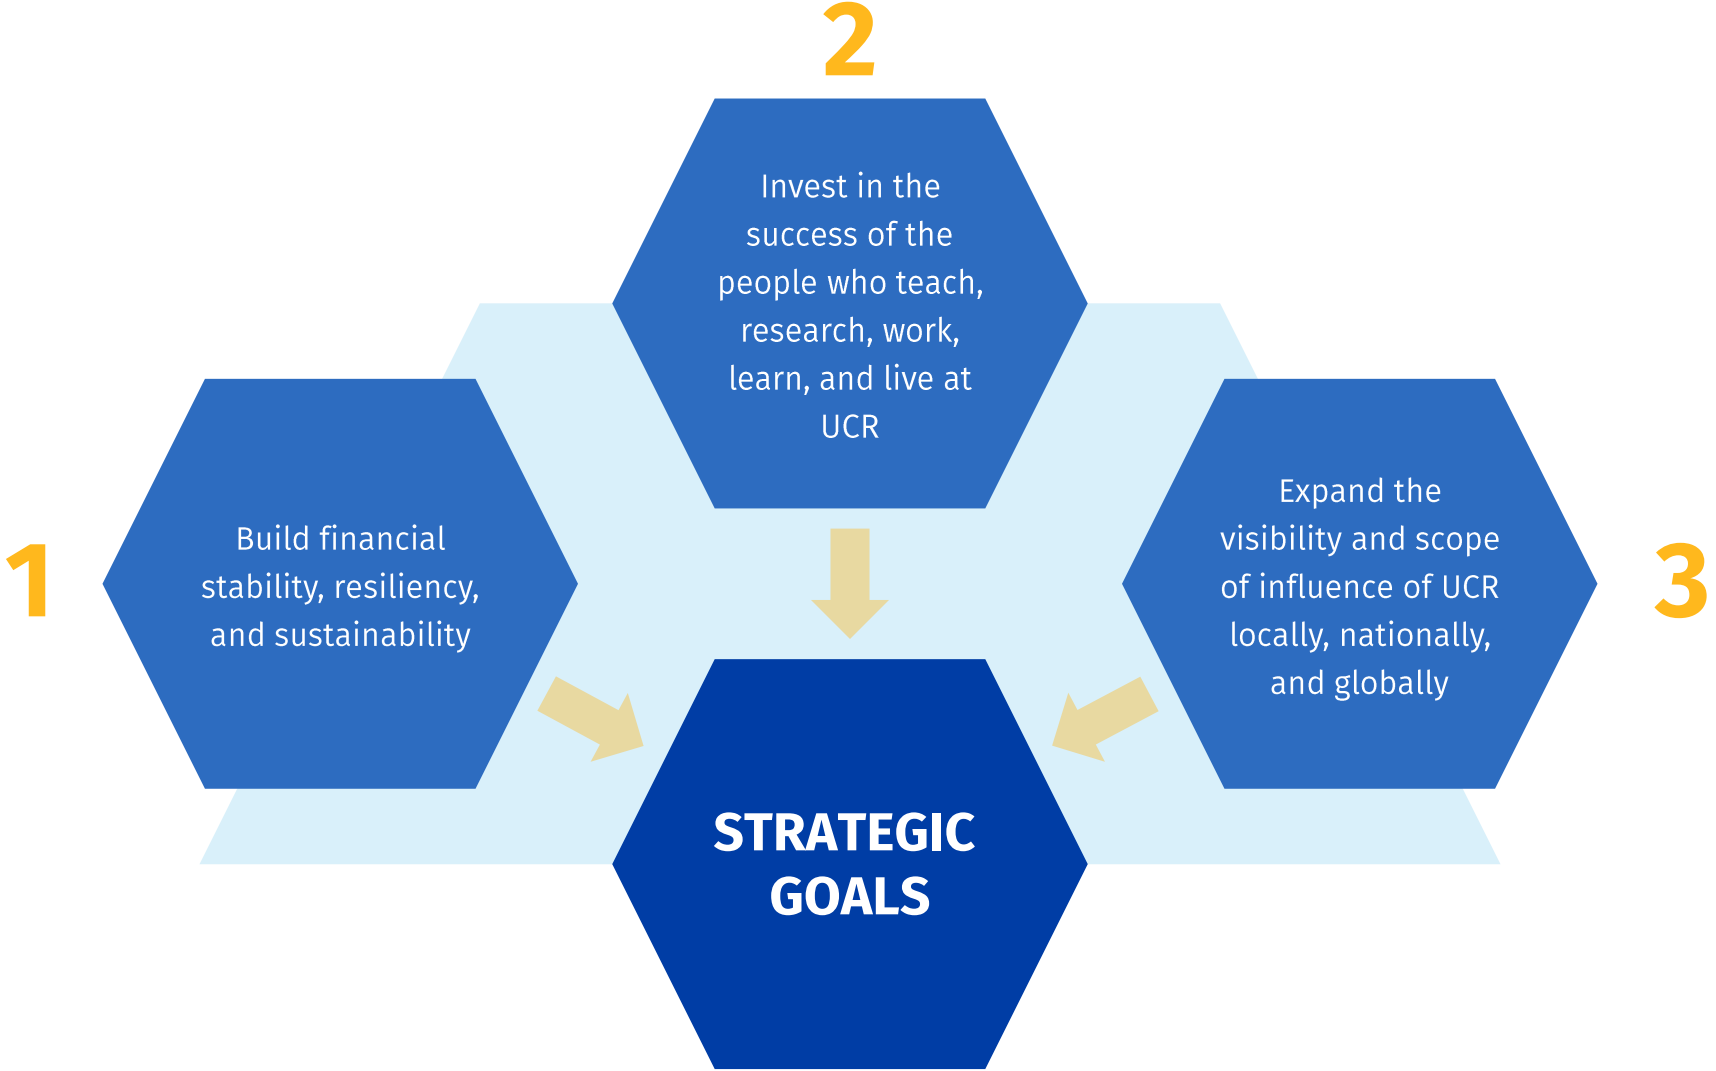 1
Build financial
stability, resiliency,
and sustainability
2
Invest in the
success of the
people who teach,
research, work,
learn, and live at
UCR
3
Expand the
visibility and scope
of influence of UCR
locally, nationally,
and globally
STRATEGIC
GOALS